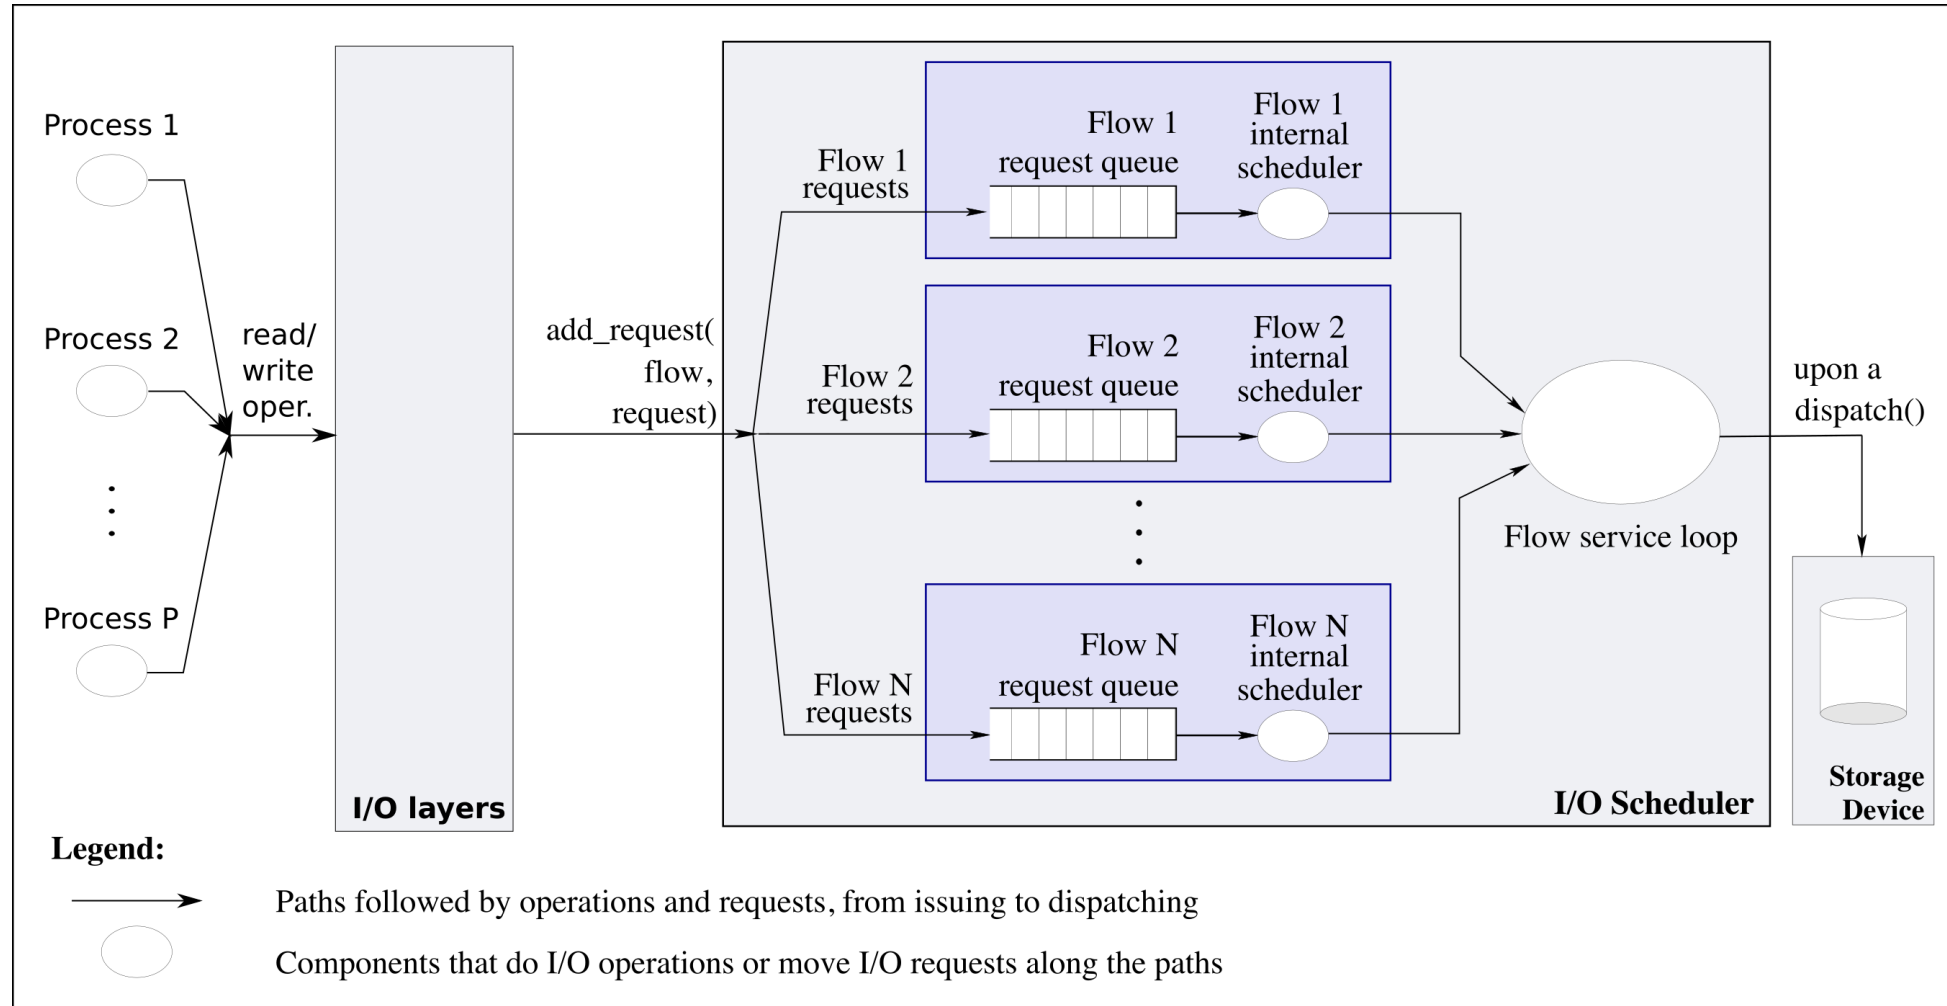 Process 1
Process 2
Process P
read/
write
oper.
I/O layers
add_request(
flow,
request)
Flow 1
requests
Flow 1
request queue
Flow 1
internal
scheduler
Flow 2
requests
Flow 2
request queue
Flow 2
internal
scheduler
Flow N
requests
Flow N
request queue
Flow N
internal
scheduler
Flow service loop
I/O Scheduler
upon a
dispatch()
Storage
Device
Legend:
Paths followed by operations and requests, from issuing to dispatching
Components that do I/O operations or move I/O requests along the paths